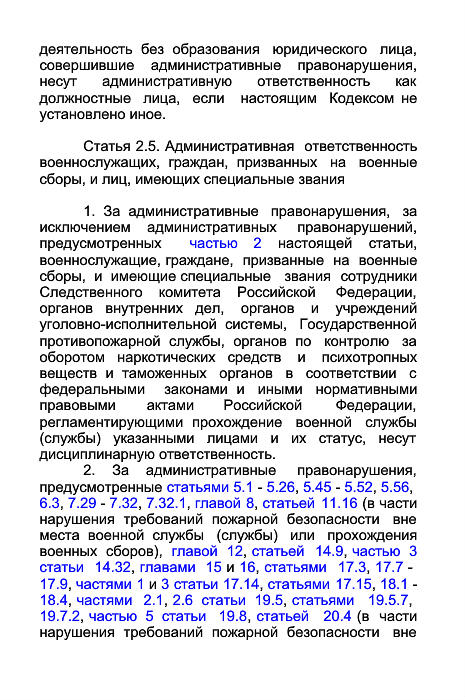 деятельность без образования юридического лица,
совершившие административные правонарушения,
несут административную ответственность как
должностные лица, если настоящим Кодексом не
установлено иное.
Статья 2.5. Административная ответственность
военнослужащих, граждан, призванных на военные
сборы, и лиц, имеющих специальные звания
1. За административные правонарушения, за
исключением административных правонарушений,
предусмотренных частью 2 настоящей статьи,
военнослужащие, граждане, призванные на военные
сборы, и имеющие специальные звания сотрудники
Следственного комитета Российской Федерации,
органов внутренних дел, органов и учреждений
уголовно-исполнительной системы, Государственной
противопожарной службы, органов по контролю за
оборотом наркотических средств и психотропных
веществ и таможенных органов в соответствии с
федеральными законами и иными нормативными
правовыми актами Российской Федерации,
регламентирующими прохождение военной службы
(службы) указанными лицами и их статус, несут
дисциплинарную ответственность.
2. За административные правонарушения,
предусмотренные статьями 5.1 - 5.26, 5.45 - 5.52, 5.56,
6.3, 7.29 - 7.32, 7.32.1, главой 8, статьей 11.16 (в части
нарушения требований пожарной безопасности вне
места военной службы (службы) или прохождения
военных сборов), главой 12, статьей 14.9, частью 3
статьи 14.32, главами 15 и 16, статьями 17.3, 17.7 -
17.9, частями 1 и 3 статьи 17.14, статьями 17.15, 18.1 -
18.4, частями 2.1, 2.6 статьи 19.5, статьями 19.5.7,
19.7.2, частью 5 статьи 19.8, статьей 20.4 (в части
нарушения требований пожарной безопасности вне